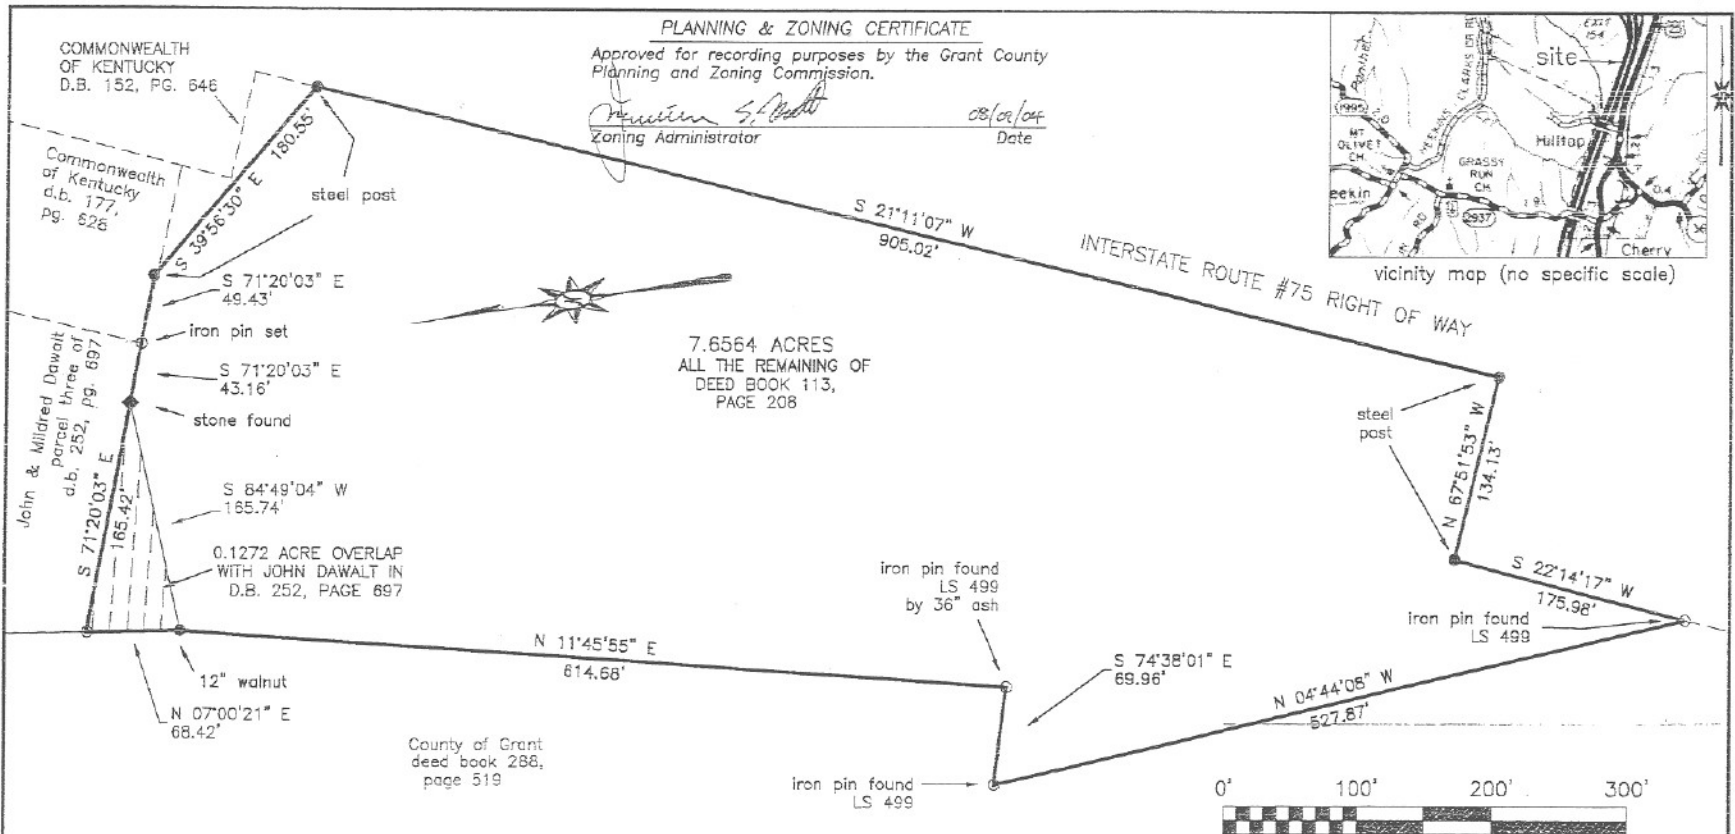 PLANNING & ZONING CERTIFICATE
Approved for recording purposes by the Grant County
Planning and Zoning Commission.
08/09/04
Zoning Administrator
Date
COMMONWEALTH
OF KENTUCKY
D.B. 152, PG. 646
Commonwealth
of Kentucky
d.b. 177,
pg. 628
180.55'
S 39°56'30" E
steel post
S 71°20'03" E
49.43'
iron pin set
S 71°20'03" E
43.16'
stone found
John & Mildred Dawalt
parcel three of
d.b. 252, pg. 697
S 71°20'03" E
165.42'
S 84°49'04" W
165.74'
0.1272 ACRE OVERLAP
WITH JOHN DAWALT IN
D.B. 252, PAGE 697
12" walnut
N 07°00'21" E
68.42'
N 11°45'55" E
614.68'
County of Grant
deed book 288,
page 519
7.6564 ACRES
ALL THE REMAINING OF
DEED BOOK 113,
PAGE 208
S 21°11'07" W
905.02'
INTERSTATE ROUTE #75 RIGHT OF WAY
steel
post
N 67°51'53" W
134.13'
S 22°14'17" W
175.98'
iron pin found
LS 499
iron pin found
LS 499
by 36" ash
S 74°38'01" E
69.96'
N 04°44'08" W
527.87'
iron pin found
LS 499
0' 100' 200' 300'
EXIT
154
site
CLARKS
1995
MT
OLIVET
CH.
Hilltop
GRASSY
RUN
CH
eekin
2937
Cherry
vicinity map (no specific scale)